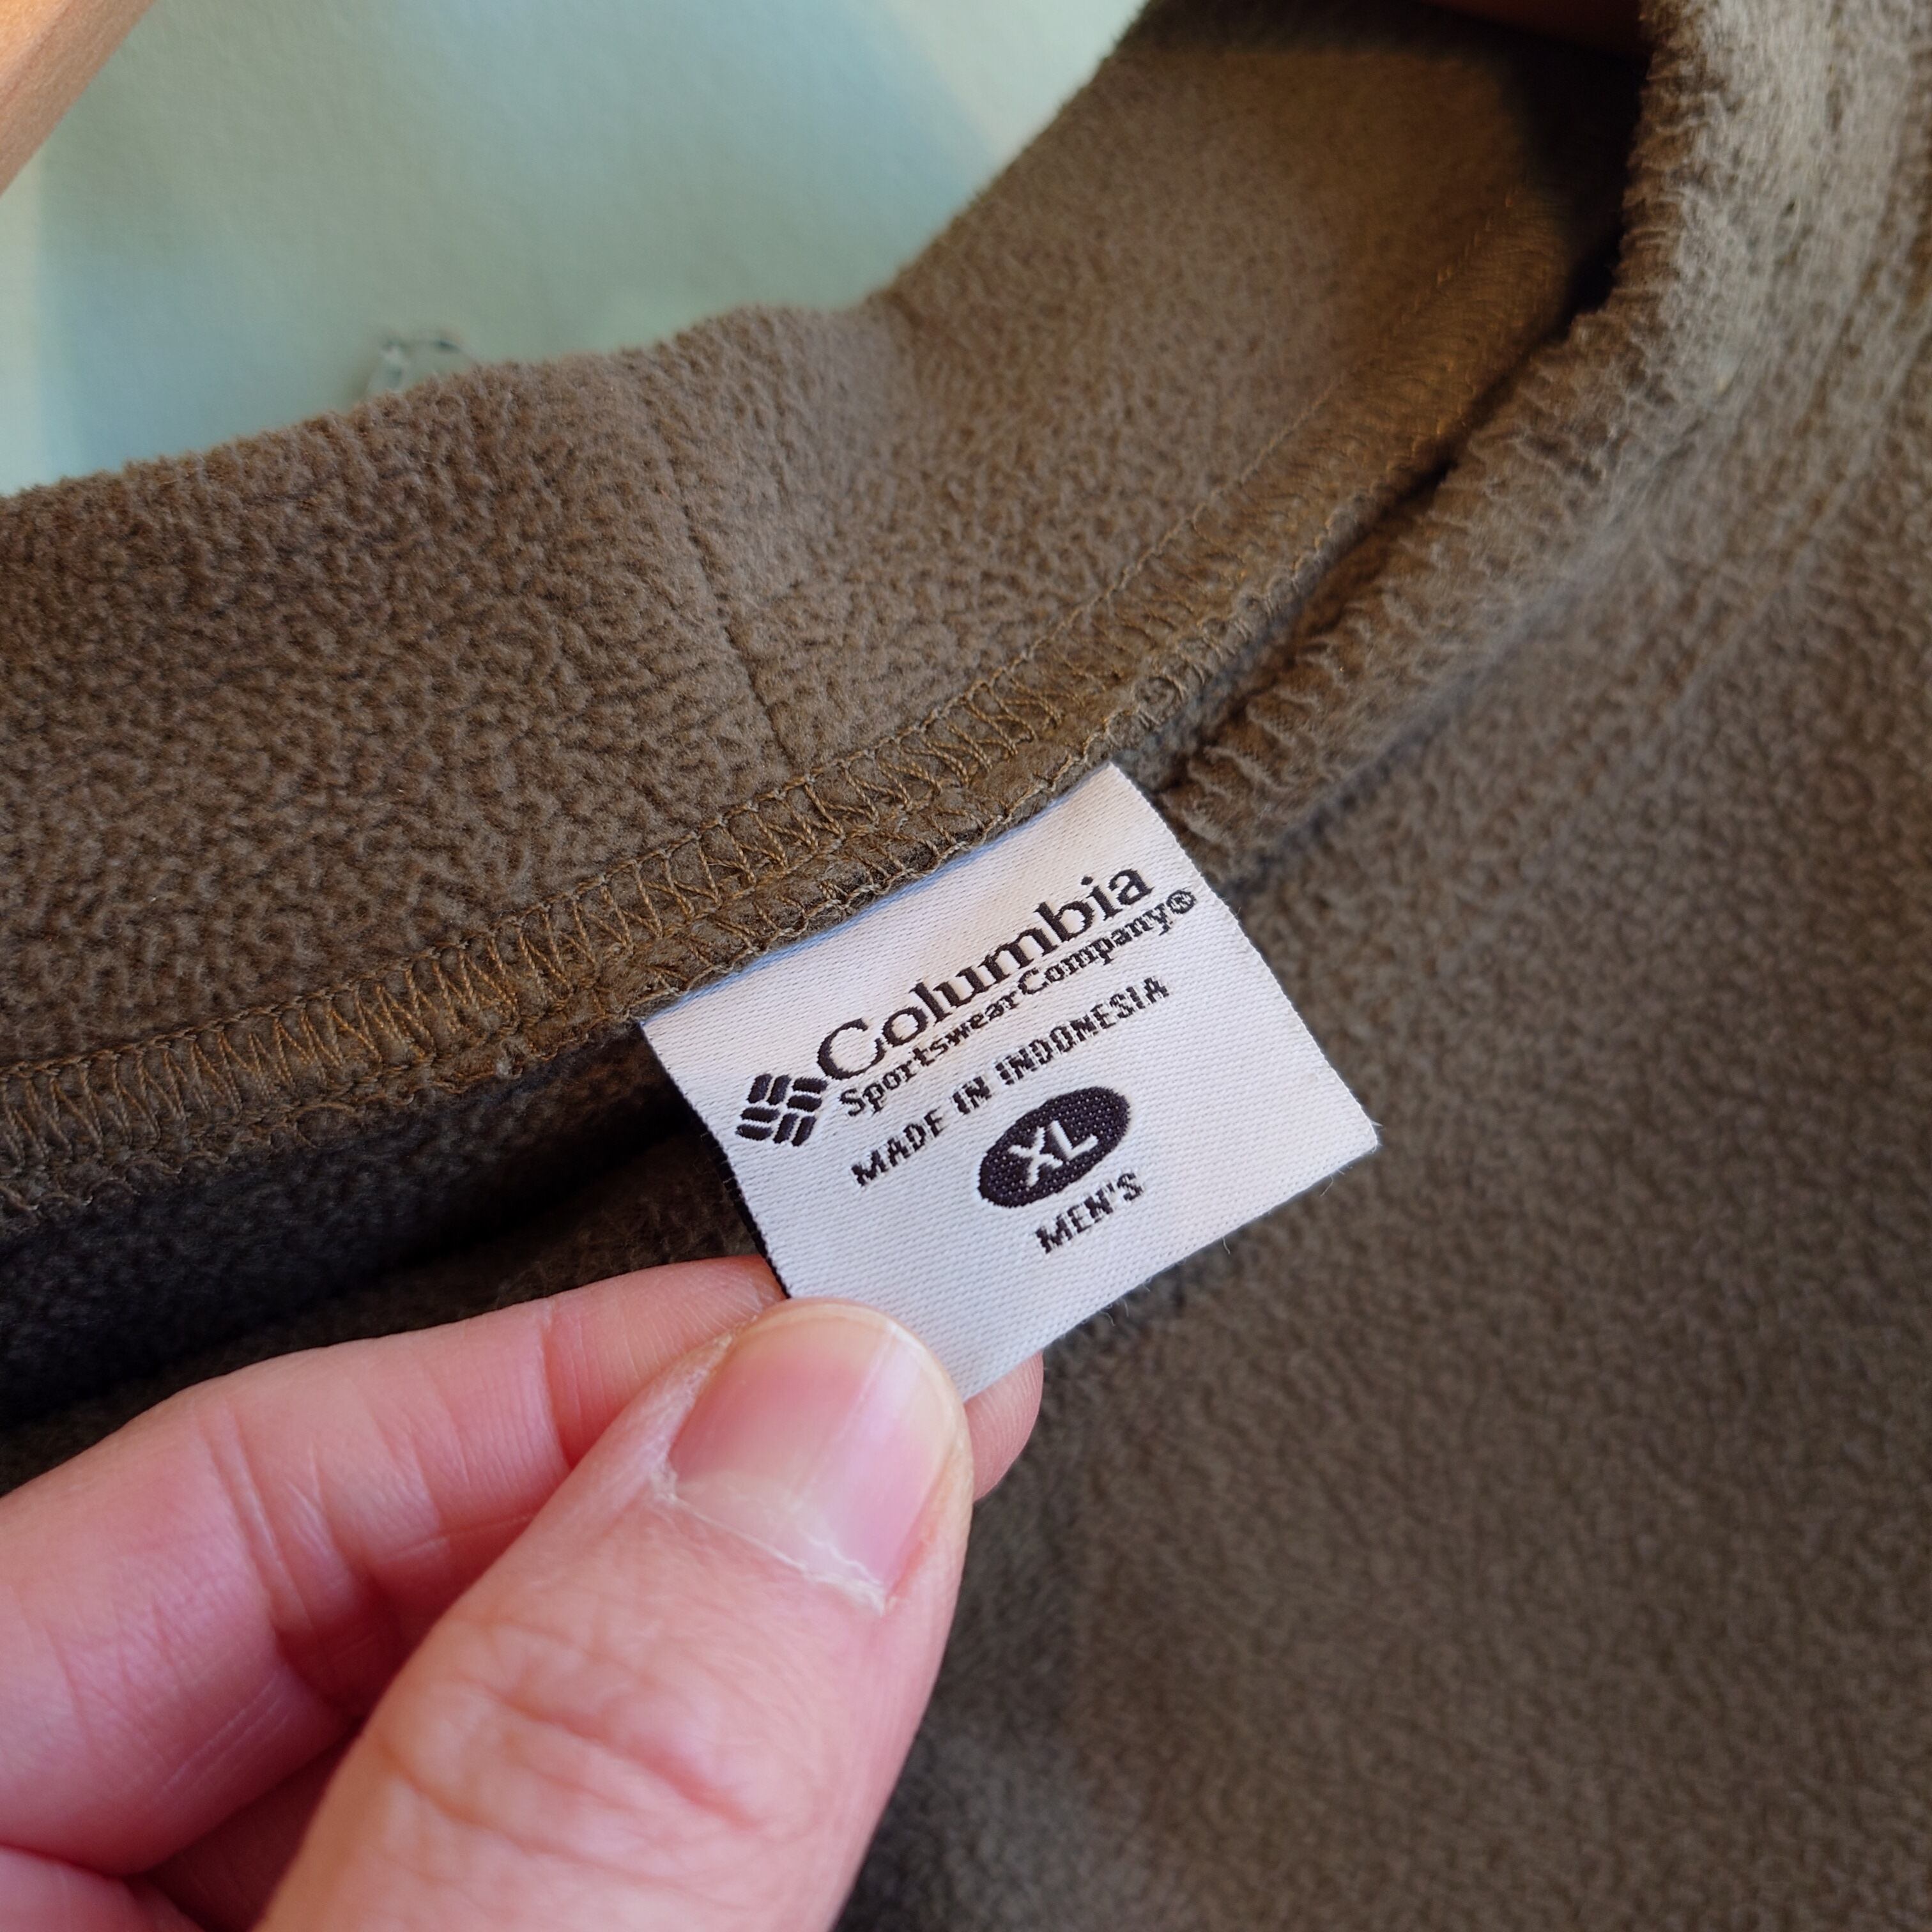 Columbia
Sportswear Company®
MADE IN INDONESIA
XL
MEN'S